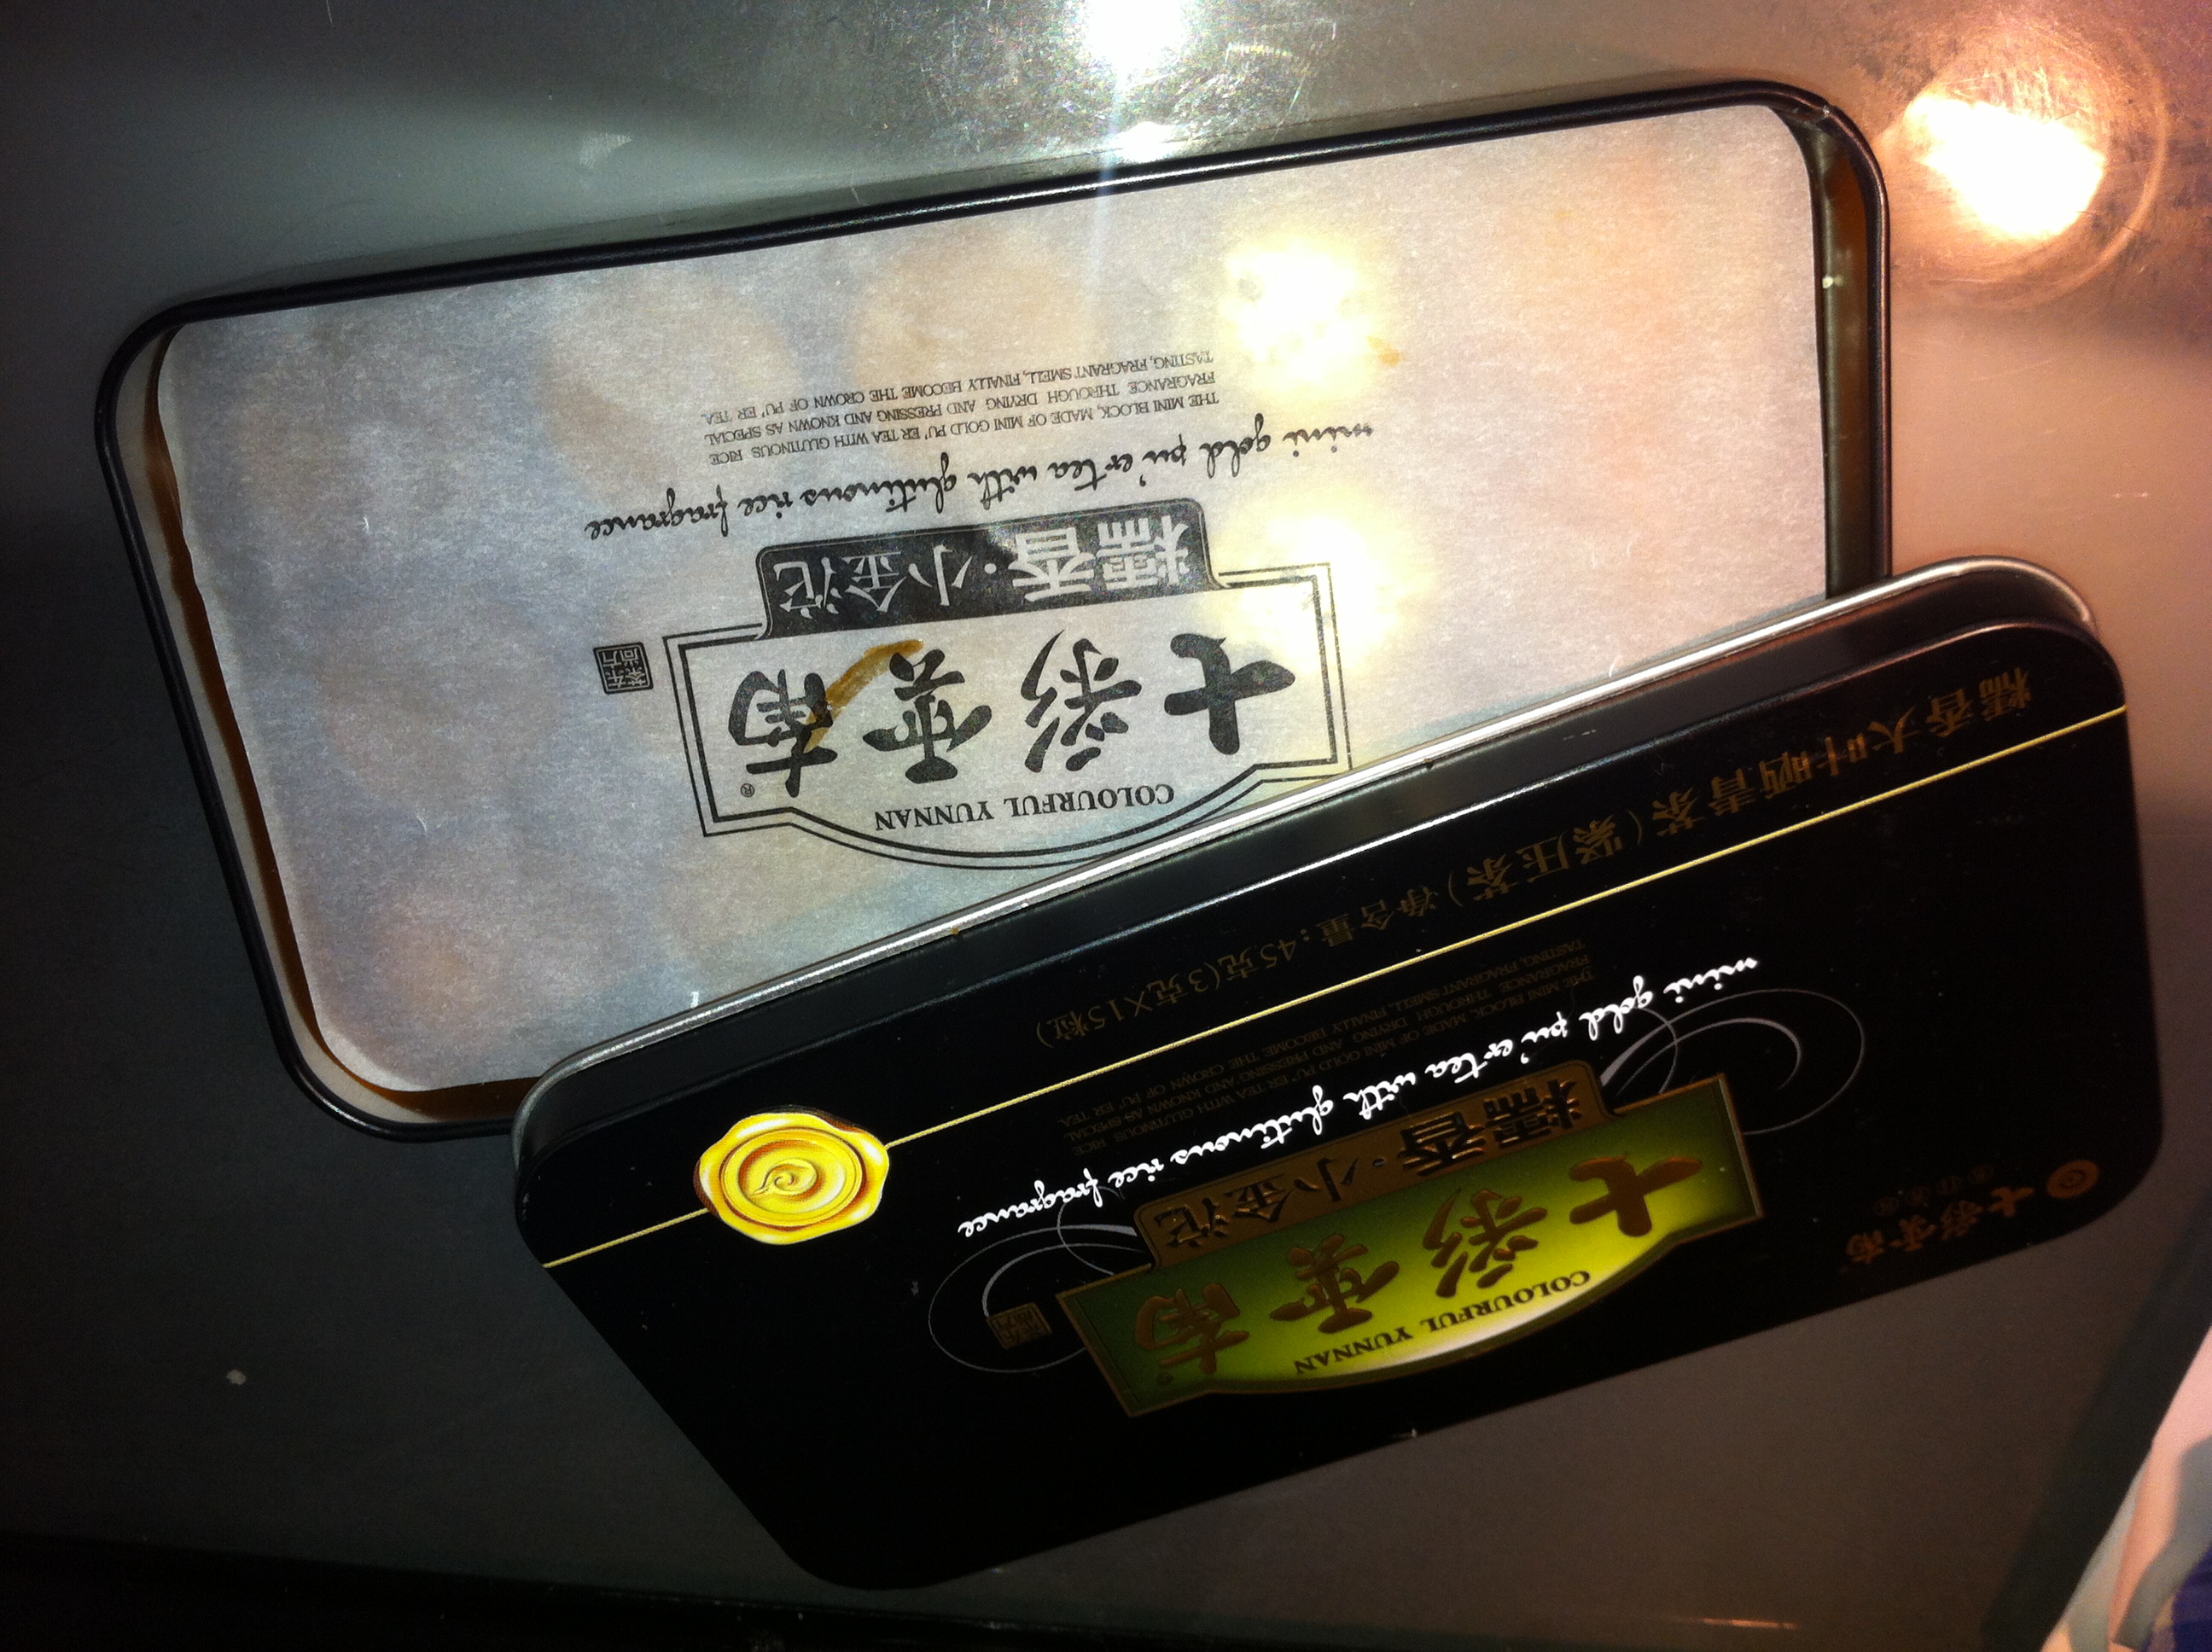 COLOURFUL YUNNAN
七彩雲南®
糯香·小金沱
mini gold pu'er tea with glutinous rice fragrance
THE MINI BLOCK, MADE OF MINI GOLD PU' ER TEA WITH GLUTINOUS RICE
FRAGRANCE THROUGH DRYING AND PRESSING AND KNOWN AS SPECIAL
TASTING, FRAGRANT SMELL, FINALLY BECOME THE CROWN OF PU' ER TEA
七彩雲南
COLOURFUL YUNNAN
七彩雲南
糯香·小金沱
mini gold pu'er tea with glutinous rice fragrance
THE MINI BLOCK, MADE OF MINI GOLD PU' ER TEA WITH GLUTINOUS RICE
FRAGRANCE THROUGH DRYING AND PRESSING AND KNOWN AS SPECIAL
TASTING, FRAGRANT SMELL, FINALLY BECOME THE CROWN OF PU' ER TEA
糯香大叶晒青茶(紧压茶)净含量:45克(3克×15粒)